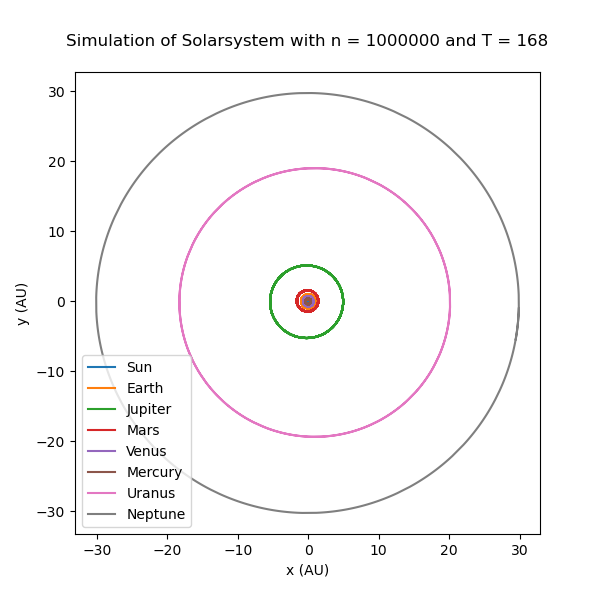 Simulation of Solarsystem with n = 1000000 and T = 168
30
20
10
0
−10
−20
−30
y (AU)
Sun
Earth
Jupiter
Mars
Venus
Mercury
Uranus
Neptune
−30 −20 −10 0 10 20 30
x (AU)